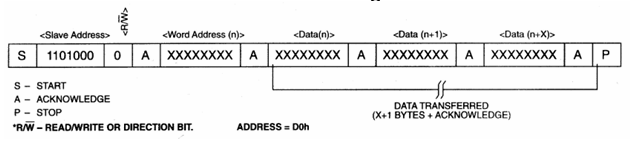 <R/W>
<Slave Address> <Word Address (n)> <Data(n)> <Data (n+1)> <Data (n+X)>
S 1101000 0 A XXXXXXXX A XXXXXXXX A XXXXXXXX A XXXXXXXX A P
S – START
A – ACKNOWLEDGE
P – STOP
*R/W – READ/WRITE OR DIRECTION BIT. ADDRESS = D0h
DATA TRANSFERRED
(X+1 BYTES + ACKNOWLEDGE)